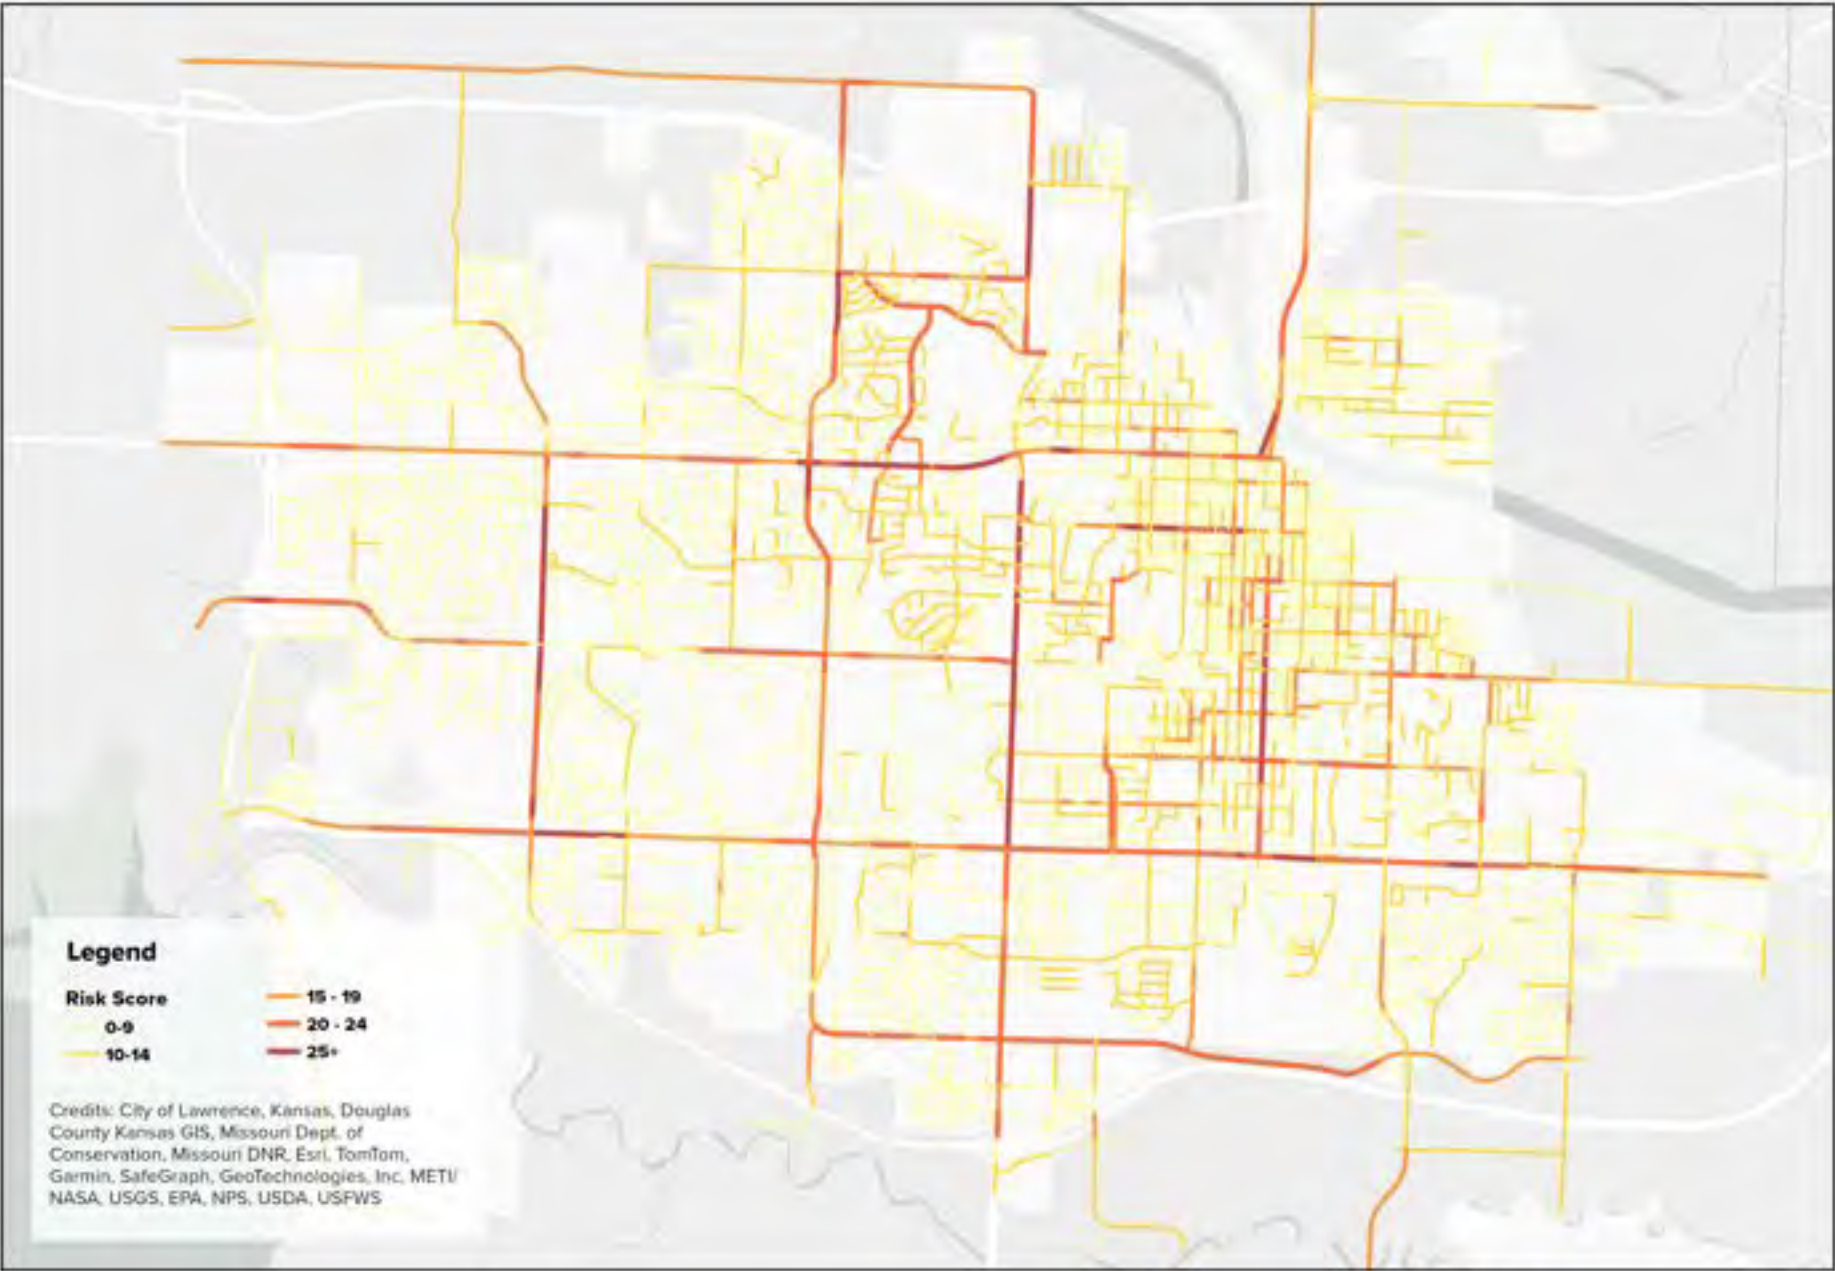 Legend
Risk Score
0-9
10-14
15 - 19
20 - 24
25+
Credits: City of Lawrence, Kansas, Douglas
County Kansas GIS, Missouri Dept. of
Conservation, Missouri DNR, Esri, TomTom,
Garmin, SafeGraph, GeoTechnologies, Inc, METI/
NASA, USGS, EPA, NPS, USDA, USFWS